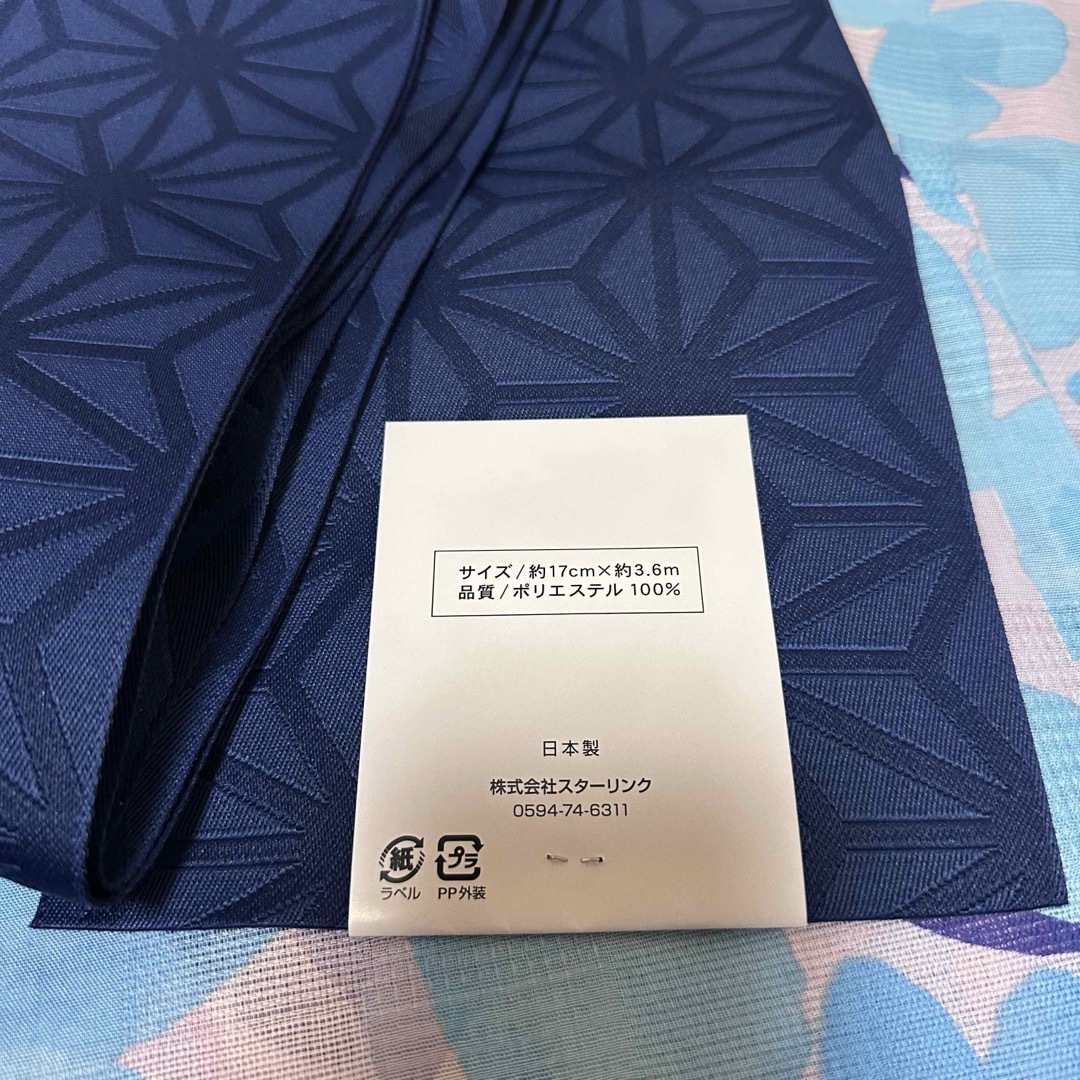 サイズ/約17cm×約3.6m
品質/ポリエステル 100%
日本製
株式会社スターリンク
0594-74-6311
紙 プラ
ラベル PP外装